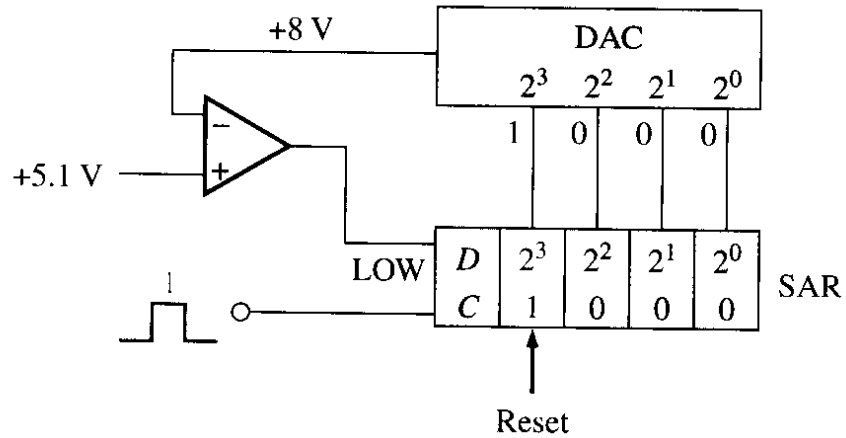 +8 V
DAC
2³ 2² 2¹ 2⁰
1 0 0 0
−
+
+5.1 V
LOW
D 2³ 2² 2¹ 2⁰
C 1 0 0 0
SAR
1
Reset